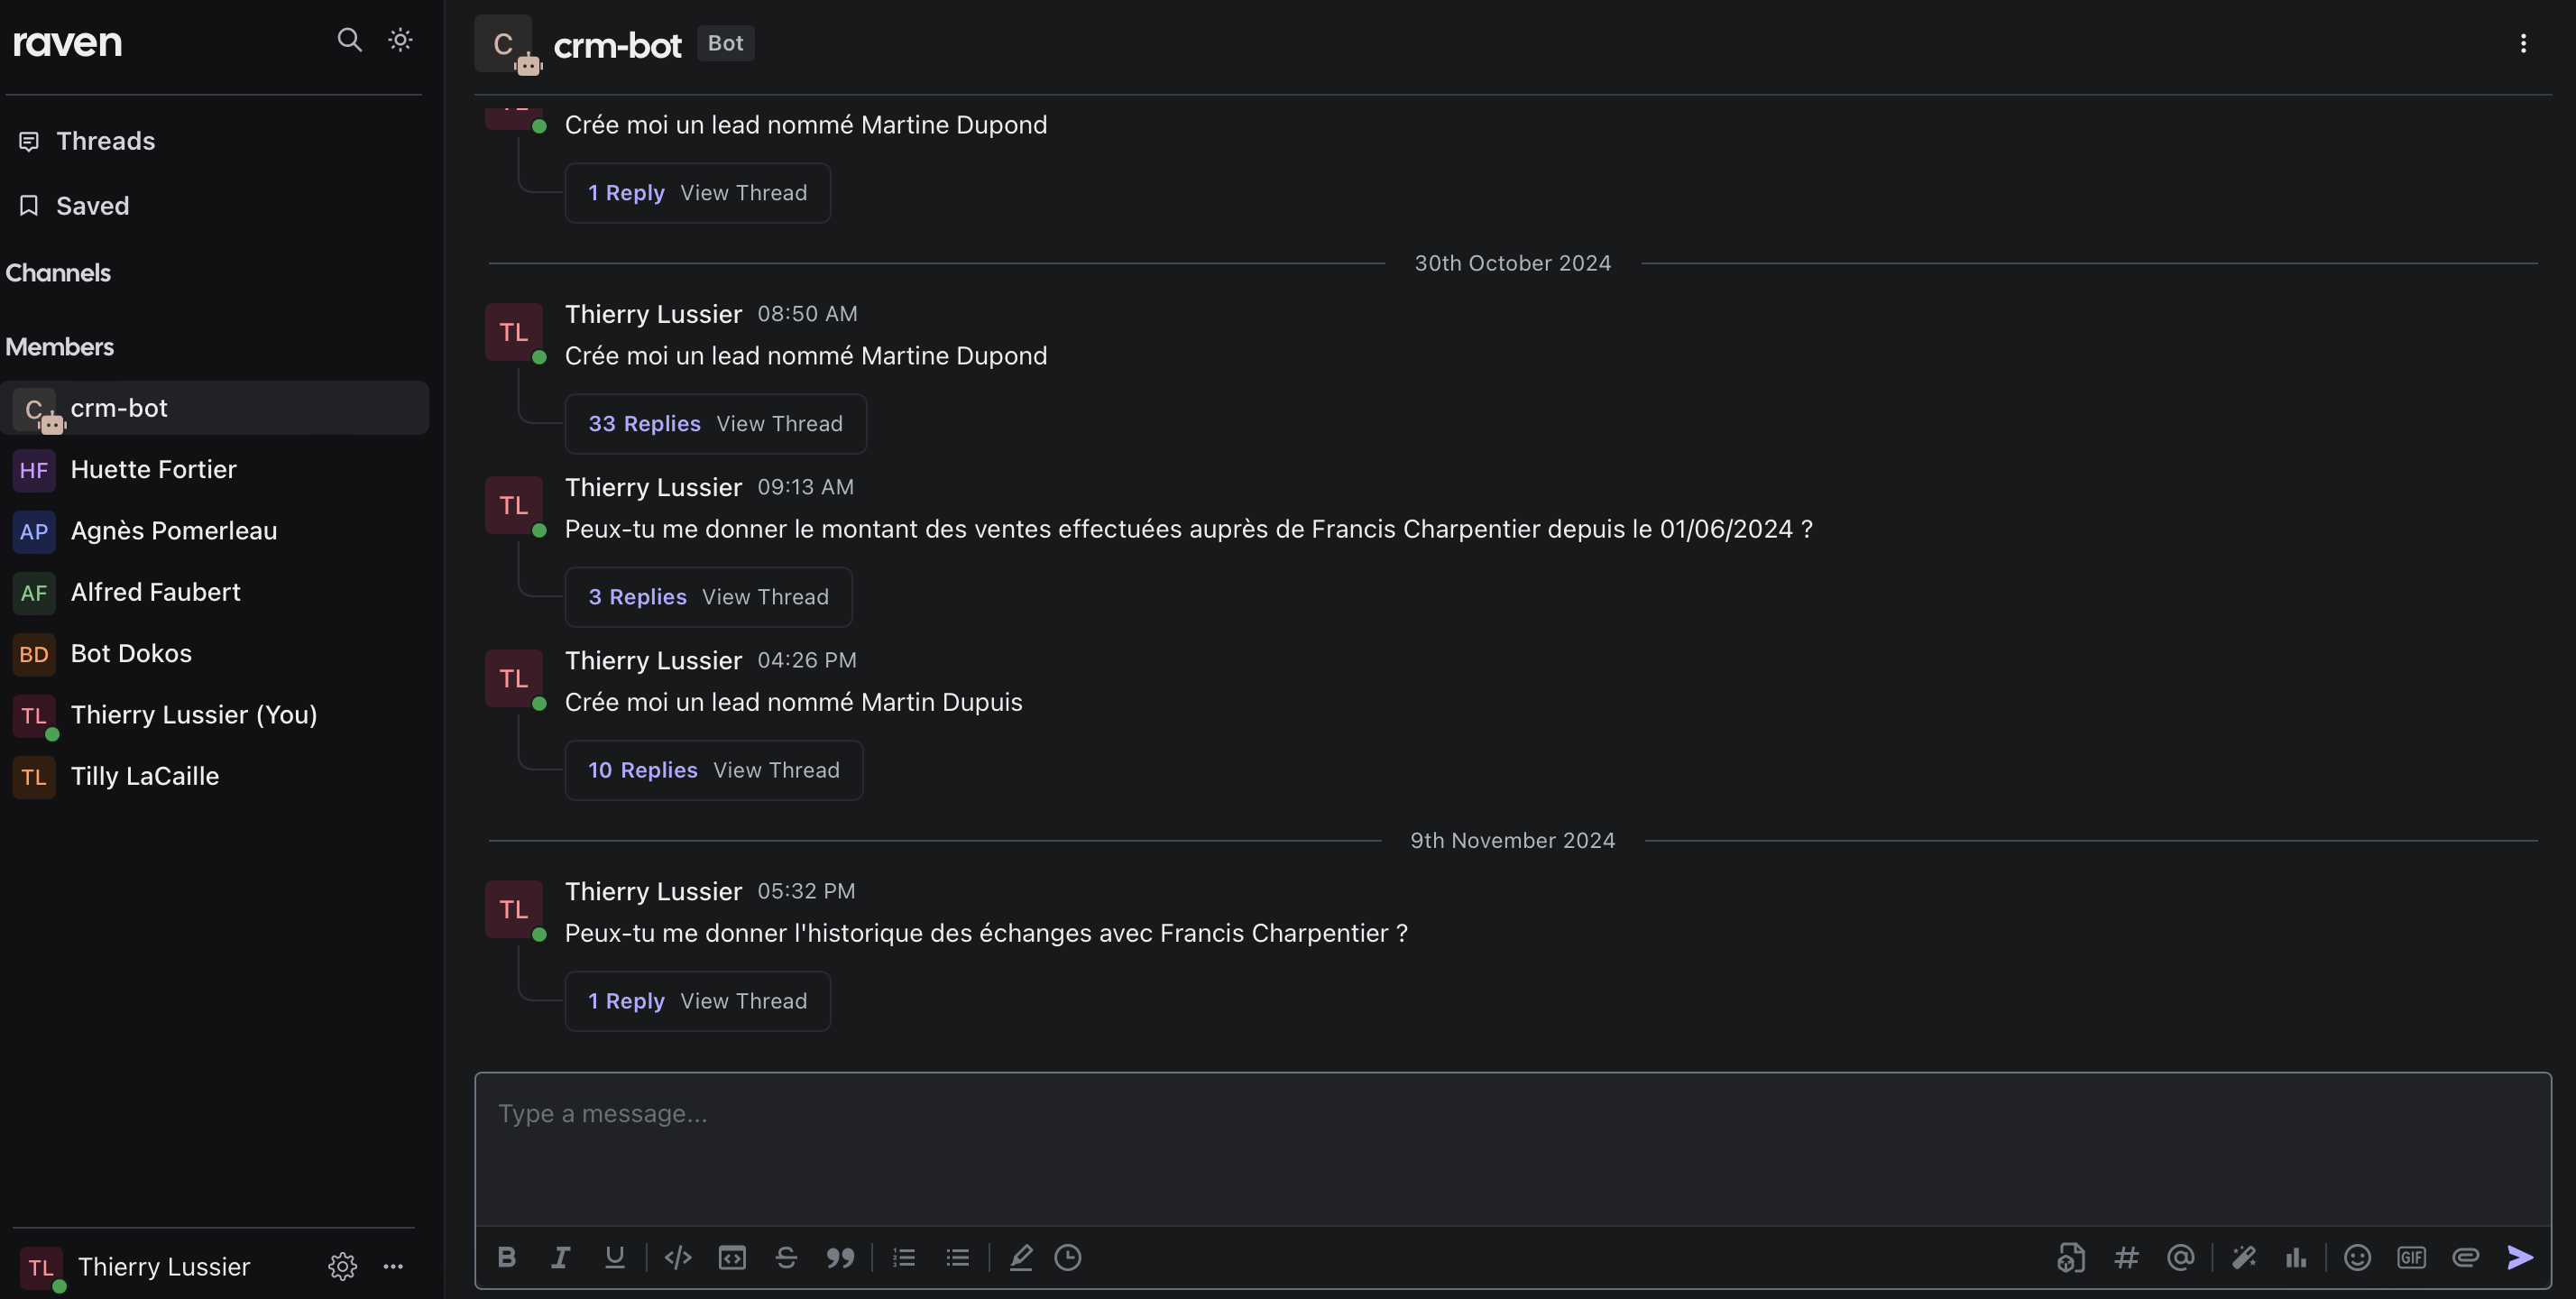 raven
Threads
Saved
Channels
Members
C crm-bot
HF Huette Fortier
AP Agnès Pomerleau
AF Alfred Faubert
BD Bot Dokos
TL Thierry Lussier (You)
TL Tilly LaCaille
TL Thierry Lussier
C crm-bot Bot
Crée moi un lead nommé Martine Dupond
1 Reply View Thread
30th October 2024
TL Thierry Lussier 08:50 AM
Crée moi un lead nommé Martine Dupond
33 Replies View Thread
TL Thierry Lussier 09:13 AM
Peux-tu me donner le montant des ventes effectuées auprès de Francis Charpentier depuis le 01/06/2024 ?
3 Replies View Thread
TL Thierry Lussier 04:26 PM
Crée moi un lead nommé Martin Dupuis
10 Replies View Thread
9th November 2024
TL Thierry Lussier 05:32 PM
Peux-tu me donner l'historique des échanges avec Francis Charpentier ?
1 Reply View Thread
Type a message...
GIF